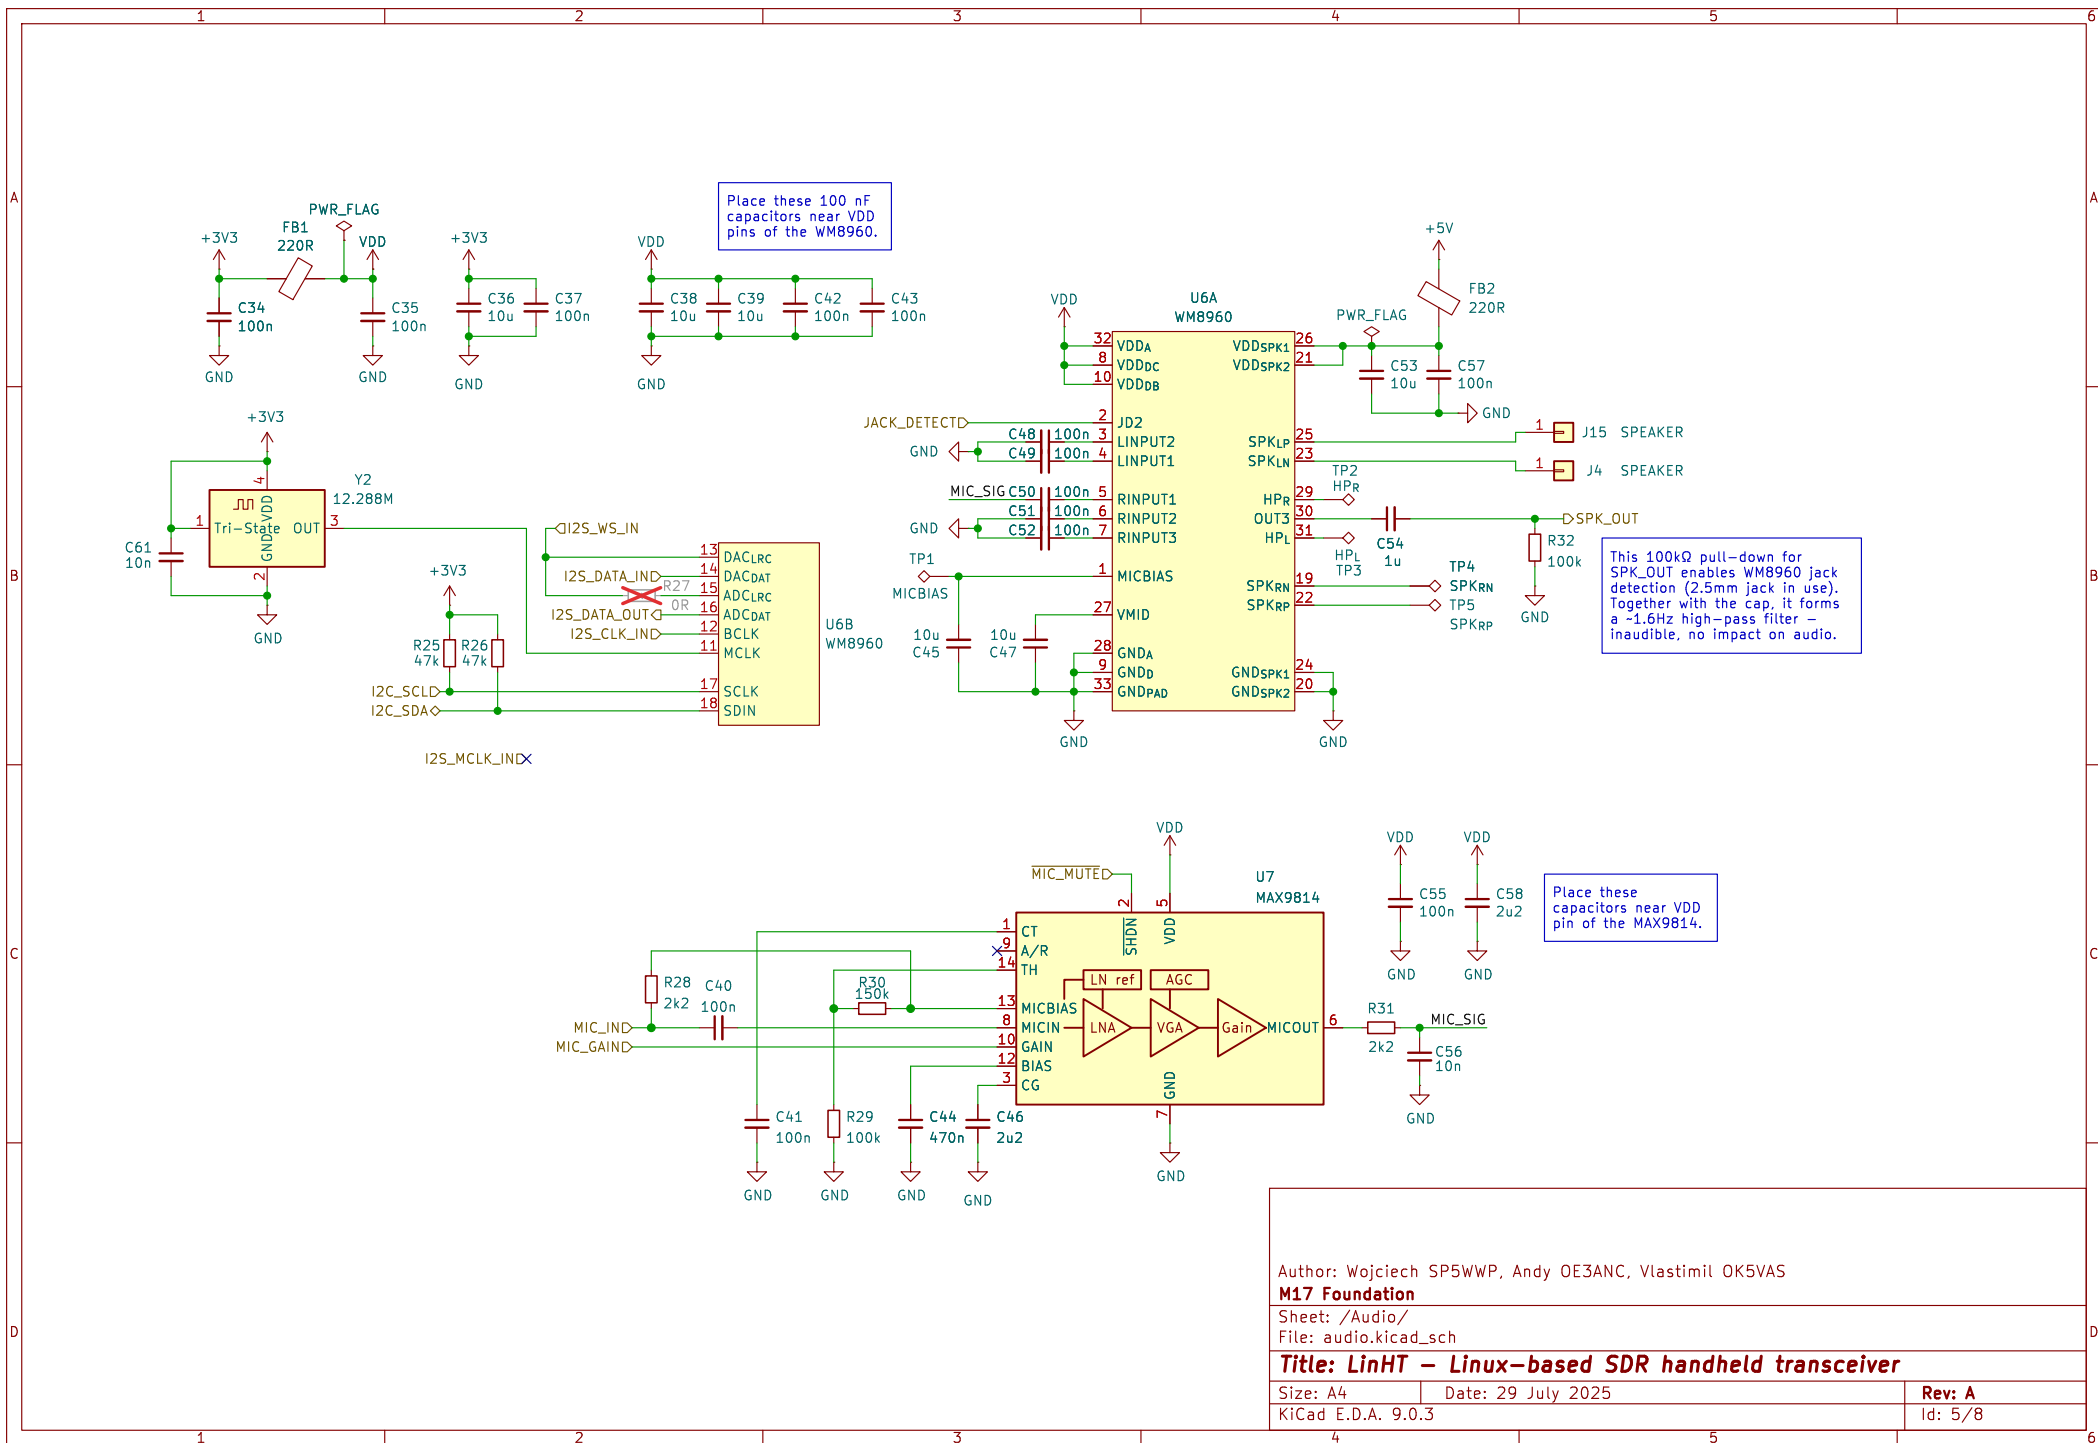 1 2 3 4 5 6
A
B
C
D
A
B
C
D
+3V3
FB1
220R
PWR_FLAG
VDD
C34
100n
GND
C35
100n
GND
+3V3
C36
10u
C37
100n
GND
VDD
C38
10u
C39
10u
C42
100n
C43
100n
GND
Place these 100 nF
capacitors near VDD
pins of the WM8960.
+3V3
Y2
12.288M
4
VDD
1
Tri-State
OUT
3
GND
2
C61
10n
GND
I2S_WS_IN
I2S_DATA_IN
R27
0R
I2S_DATA_OUT
I2S_CLK_IN
+3V3
R25
47k
R26
47k
I2C_SCL
I2C_SDA
I2S_MCLK_IN
13 DACLRC
14 DACDAT
15 ADCLRC
16 ADCDAT
12 BCLK
11 MCLK
17 SCLK
18 SDIN
U6B
WM8960
VDD
U6A
WM8960
32 VDDA
8 VDDDC
10 VDDDB
2 JD2
3 LINPUT2
4 LINPUT1
5 RINPUT1
6 RINPUT2
7 RINPUT3
1 MICBIAS
27 VMID
28 GNDA
9 GNDD
33 GNDPAD
VDDSPK1 26
VDDSPK2 21
SPKLP 25
SPKLN 23
HPR 29
OUT3 30
HPL 31
SPKRN 19
SPKRP 22
GNDSPK1 24
GNDSPK2 20
JACK_DETECT
C48 100n
GND
C49 100n
MIC_SIG C50 100n
C51 100n
GND
C52 100n
TP1
MICBIAS
10u
C45
10u
C47
GND
GND
+5V
FB2
220R
PWR_FLAG
C53
10u
C57
100n
GND
1 J15 SPEAKER
1 J4 SPEAKER
TP2
HPR
C54
1u
HPL
TP3
SPK_OUT
R32
100k
GND
TP4
SPKRN
TP5
SPKRP
This 100kΩ pull-down for
SPK_OUT enables WM8960 jack
detection (2.5mm jack in use).
Together with the cap, it forms
a ~1.6Hz high-pass filter –
inaudible, no impact on audio.
MIC_MUTE
VDD
U7
MAX9814
2 SHDN
5 VDD
1 CT
9 A/R
14 TH
13 MICBIAS
8 MICIN
10 GAIN
12 BIAS
3 CG
LN ref
AGC
LNA
VGA
Gain
MICOUT 6
GND
7
GND
R28
2k2
C40
100n
R30
150k
MIC_IN
MIC_GAIN
C41
100n
GND
R29
100k
GND
C44
470n
GND
C46
2u2
GND
R31
2k2
MIC_SIG
C56
10n
GND
VDD
C55
100n
GND
VDD
C58
2u2
GND
Place these
capacitors near VDD
pin of the MAX9814.
Author: Wojciech SP5WWP, Andy OE3ANC, Vlastimil OK5VAS
M17 Foundation
Sheet: /Audio/
File: audio.kicad_sch
Title: LinHT – Linux-based SDR handheld transceiver
Size: A4 Date: 29 July 2025 Rev: A
KiCad E.D.A. 9.0.3 Id: 5/8
1 2 3 4 5 6